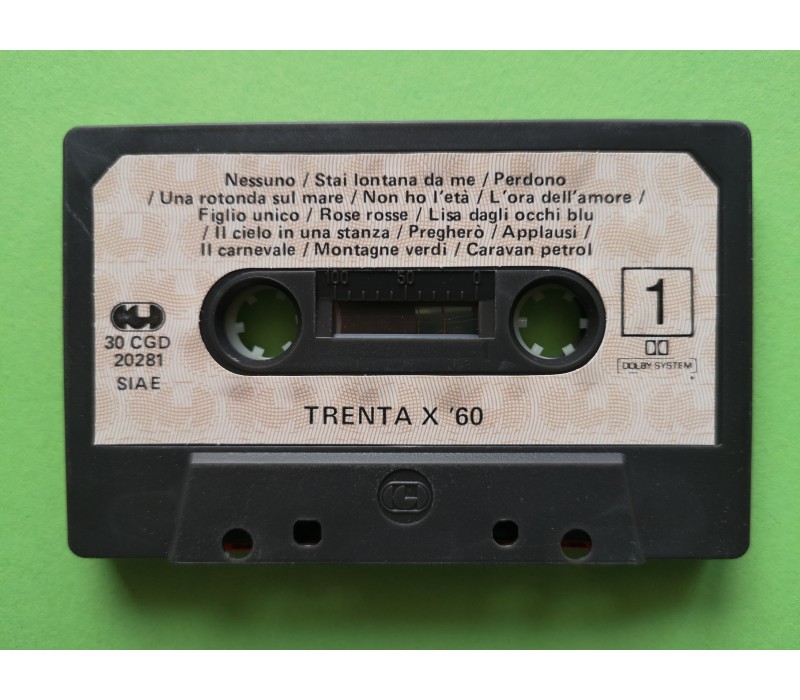 Nessuno / Stai lontana da me / Perdono
/ Una rotonda sul mare / Non ho l'età / L'ora dell'amore /
Figlio unico / Rose rosse / Lisa dagli occhi blu
/ Il cielo in una stanza / Pregherò / Applausi /
Il carnevale / Montagne verdi / Caravan petrol
100 50 0
1
30 CGD
20281
SIAE
DOLBY SYSTEM
TRENTA X '60